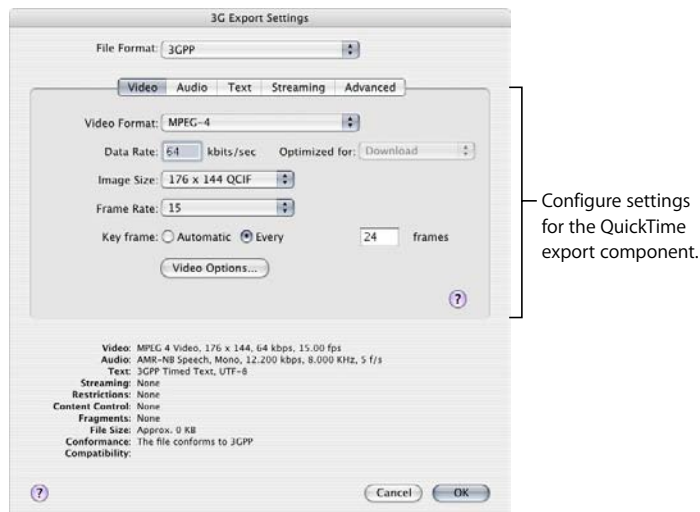 3G Export Settings
File Format: 3GPP
Video Audio Text Streaming Advanced
Video Format: MPEG-4
Data Rate: 64 kbits/sec Optimized for: Download
Image Size: 176 x 144 QCIF
Frame Rate: 15
Key frame: Automatic Every 24 frames
Video Options...
?
Configure settings
for the QuickTime
export component.
Video: MPEG 4 Video, 176 x 144, 64 kbps, 15.00 fps
Audio: AMR-NB Speech, Mono, 12.200 kbps, 8.000 KHz, 5 f/s
Text: 3GPP Timed Text, UTF-8
Streaming: None
Restrictions: None
Content Control: None
Fragments: None
File Size: Approx. 0 KB
Conformance: The file conforms to 3GPP
Compatibility:
? Cancel OK